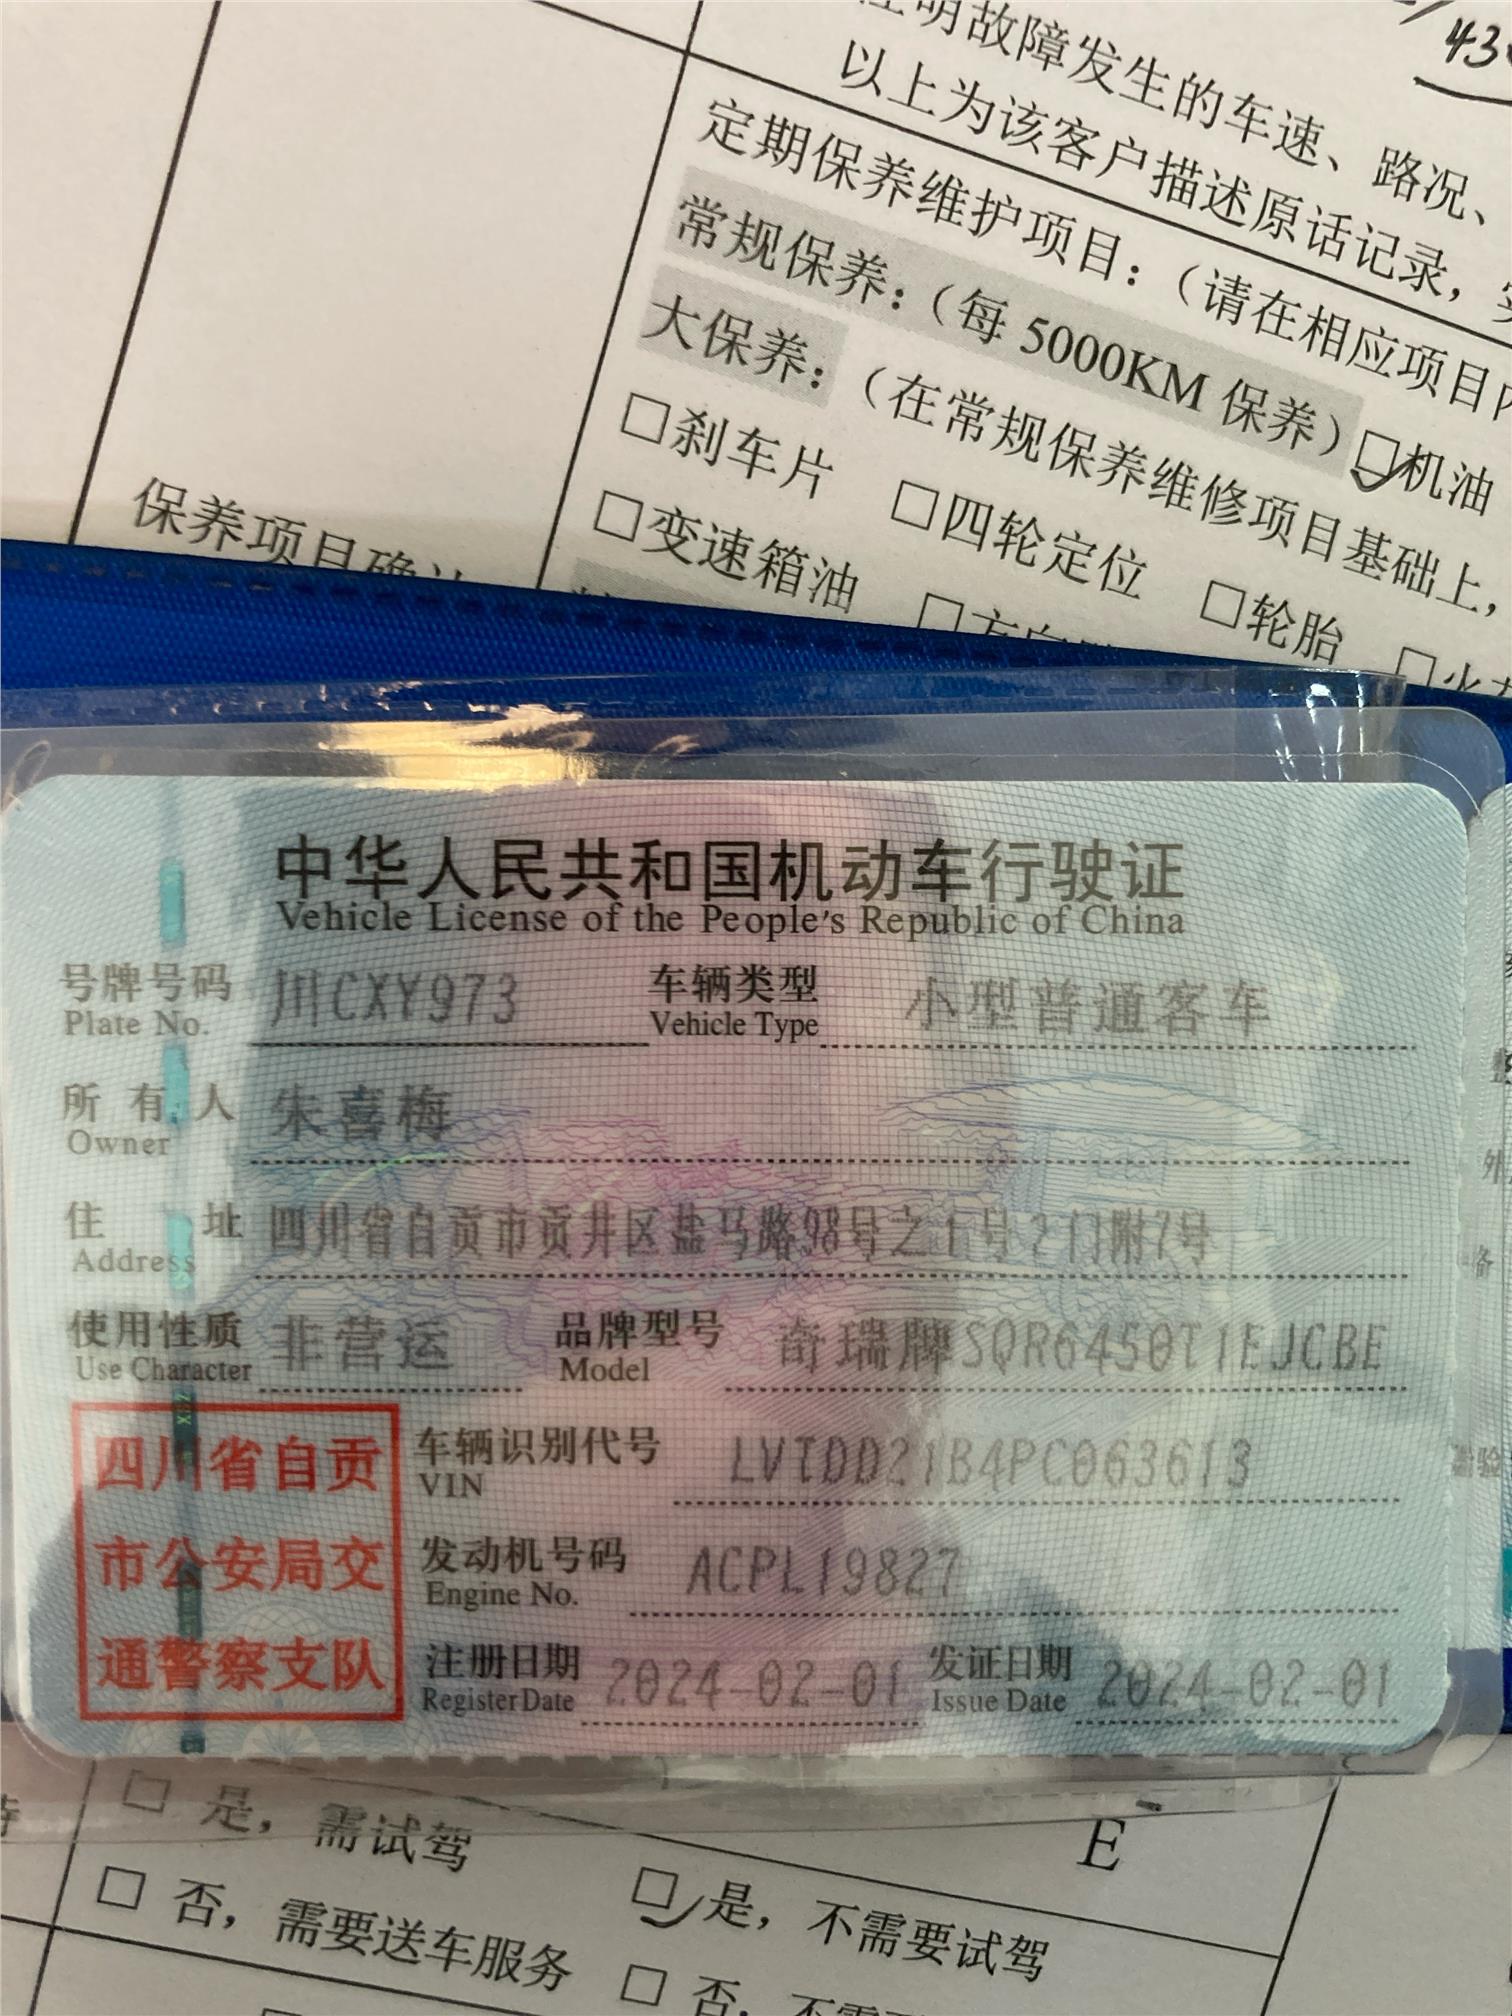 明故障发生的车速、路况、
以上为该客户描述原话记录，
定期保养维护项目：（请在相应项目内
常规保养：（每 5000KM 保养）□机油
大保养：（在常规保养维修项目基础上，
□刹车片 □四轮定位 □轮胎
□变速箱油
保养项目确
中华人民共和国机动车行驶证
Vehicle License of the People's Republic of China
号牌号码 川CXY973 车辆类型 小型普通客车
Plate No. Vehicle Type
所有人 朱喜梅
Owner
住址 四川省自贡市贡井区盐马路98号之1号2门附7号
Address
使用性质 非营运 品牌型号 奇瑞牌SQR6450T1EJCBE
Use Character Model
四川省自贡
市公安局交
通警察支队
车辆识别代号 LVTDD21B4PC063613
VIN
发动机号码 ACPL19827
Engine No.
注册日期 2024-02-01 发证日期 2024-02-01
Register Date Issue Date
□ 是，需试驾 E
□ 否，需要送车服务 □是，不需要试驾
□ 否，不需